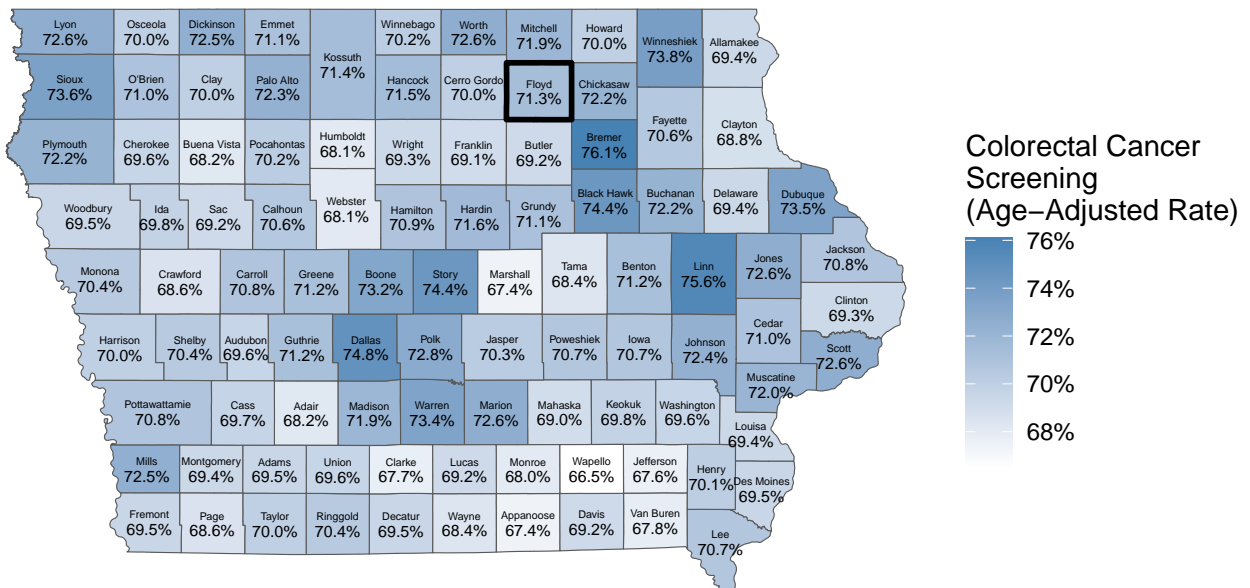 Lyon
72.6%
Osceola
70.0%
Dickinson
72.5%
Emmet
71.1%
Kossuth
71.4%
Winnebago
70.2%
Worth
72.6%
Mitchell
71.9%
Howard
70.0%
Winneshiek
73.8%
Allamakee
69.4%
Sioux
73.6%
O'Brien
71.0%
Clay
70.0%
Palo Alto
72.3%
Hancock
71.5%
Cerro Gordo
70.0%
Floyd
71.3%
Chickasaw
72.2%
Fayette
70.6%
Clayton
68.8%
Plymouth
72.2%
Cherokee
69.6%
Buena Vista
68.2%
Pocahontas
70.2%
Humboldt
68.1%
Wright
69.3%
Franklin
69.1%
Butler
69.2%
Bremer
76.1%
Woodbury
69.5%
Ida
69.8%
Sac
69.2%
Calhoun
70.6%
Webster
68.1%
Hamilton
70.9%
Hardin
71.6%
Grundy
71.1%
Black Hawk
74.4%
Buchanan
72.2%
Delaware
69.4%
Dubuque
73.5%
Monona
70.4%
Crawford
68.6%
Carroll
70.8%
Greene
71.2%
Boone
73.2%
Story
74.4%
Marshall
67.4%
Tama
68.4%
Benton
71.2%
Linn
75.6%
Jones
72.6%
Jackson
70.8%
Clinton
69.3%
Harrison
70.0%
Shelby
70.4%
Audubon
69.6%
Guthrie
71.2%
Dallas
74.8%
Polk
72.8%
Jasper
70.3%
Poweshiek
70.7%
Iowa
70.7%
Johnson
72.4%
Cedar
71.0%
Scott
72.6%
Muscatine
72.0%
Pottawattamie
70.8%
Cass
69.7%
Adair
68.2%
Madison
71.9%
Warren
73.4%
Marion
72.6%
Mahaska
69.0%
Keokuk
69.8%
Washington
69.6%
Louisa
69.4%
Mills
72.5%
Montgomery
69.4%
Adams
69.5%
Union
69.6%
Clarke
67.7%
Lucas
69.2%
Monroe
68.0%
Wapello
66.5%
Jefferson
67.6%
Henry
70.1%
Des Moines
69.5%
Fremont
69.5%
Page
68.6%
Taylor
70.0%
Ringgold
70.4%
Decatur
69.5%
Wayne
68.4%
Appanoose
67.4%
Davis
69.2%
Van Buren
67.8%
Lee
70.7%
Colorectal Cancer
Screening
(Age−Adjusted Rate)
76%
74%
72%
70%
68%